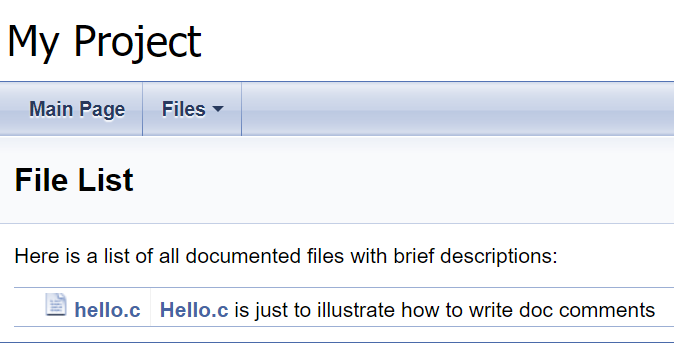 My Project
Main Page Files
File List
Here is a list of all documented files with brief descriptions:
hello.c Hello.c is just to illustrate how to write doc comments